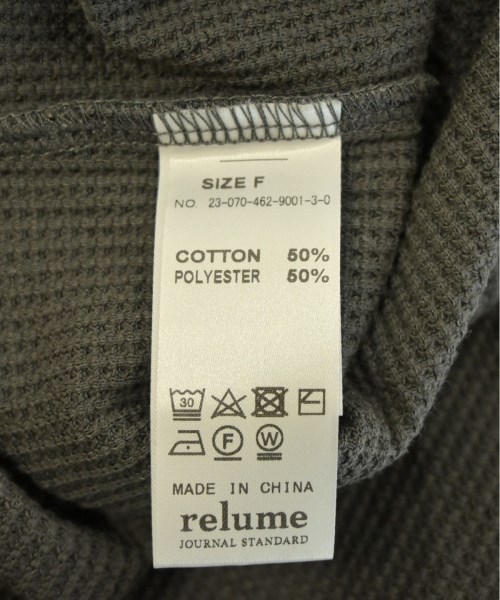 SIZE F
NO. 23-070-462-9001-3-0
COTTON 50%
POLYESTER 50%
30
F W
MADE IN CHINA
relume
JOURNAL STANDARD